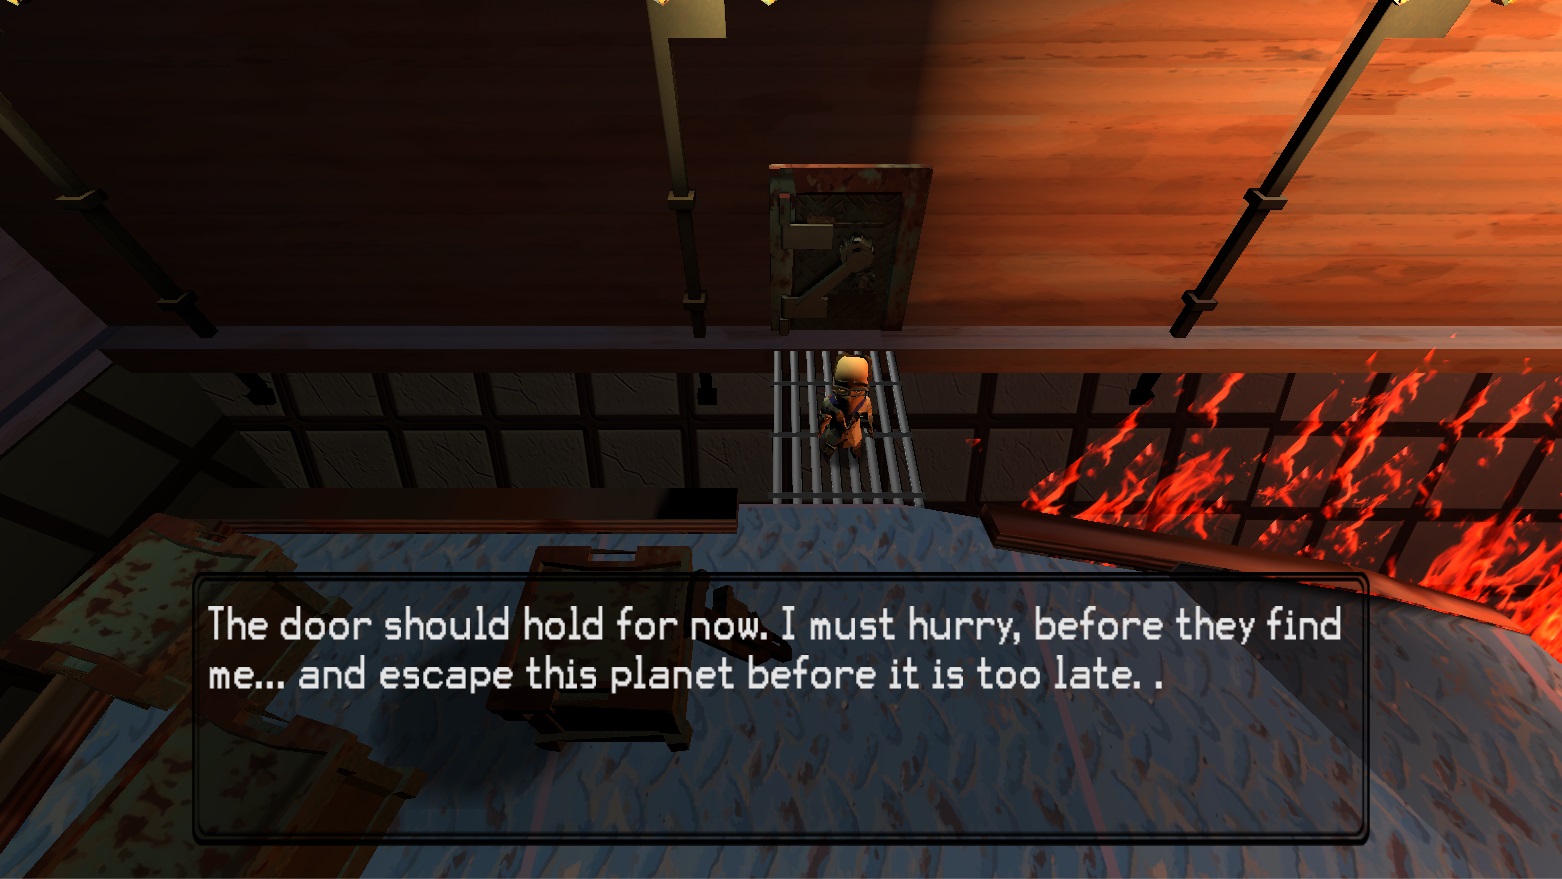 The door should hold for now. I must hurry, before they find
me... and escape this planet before it is too late. .